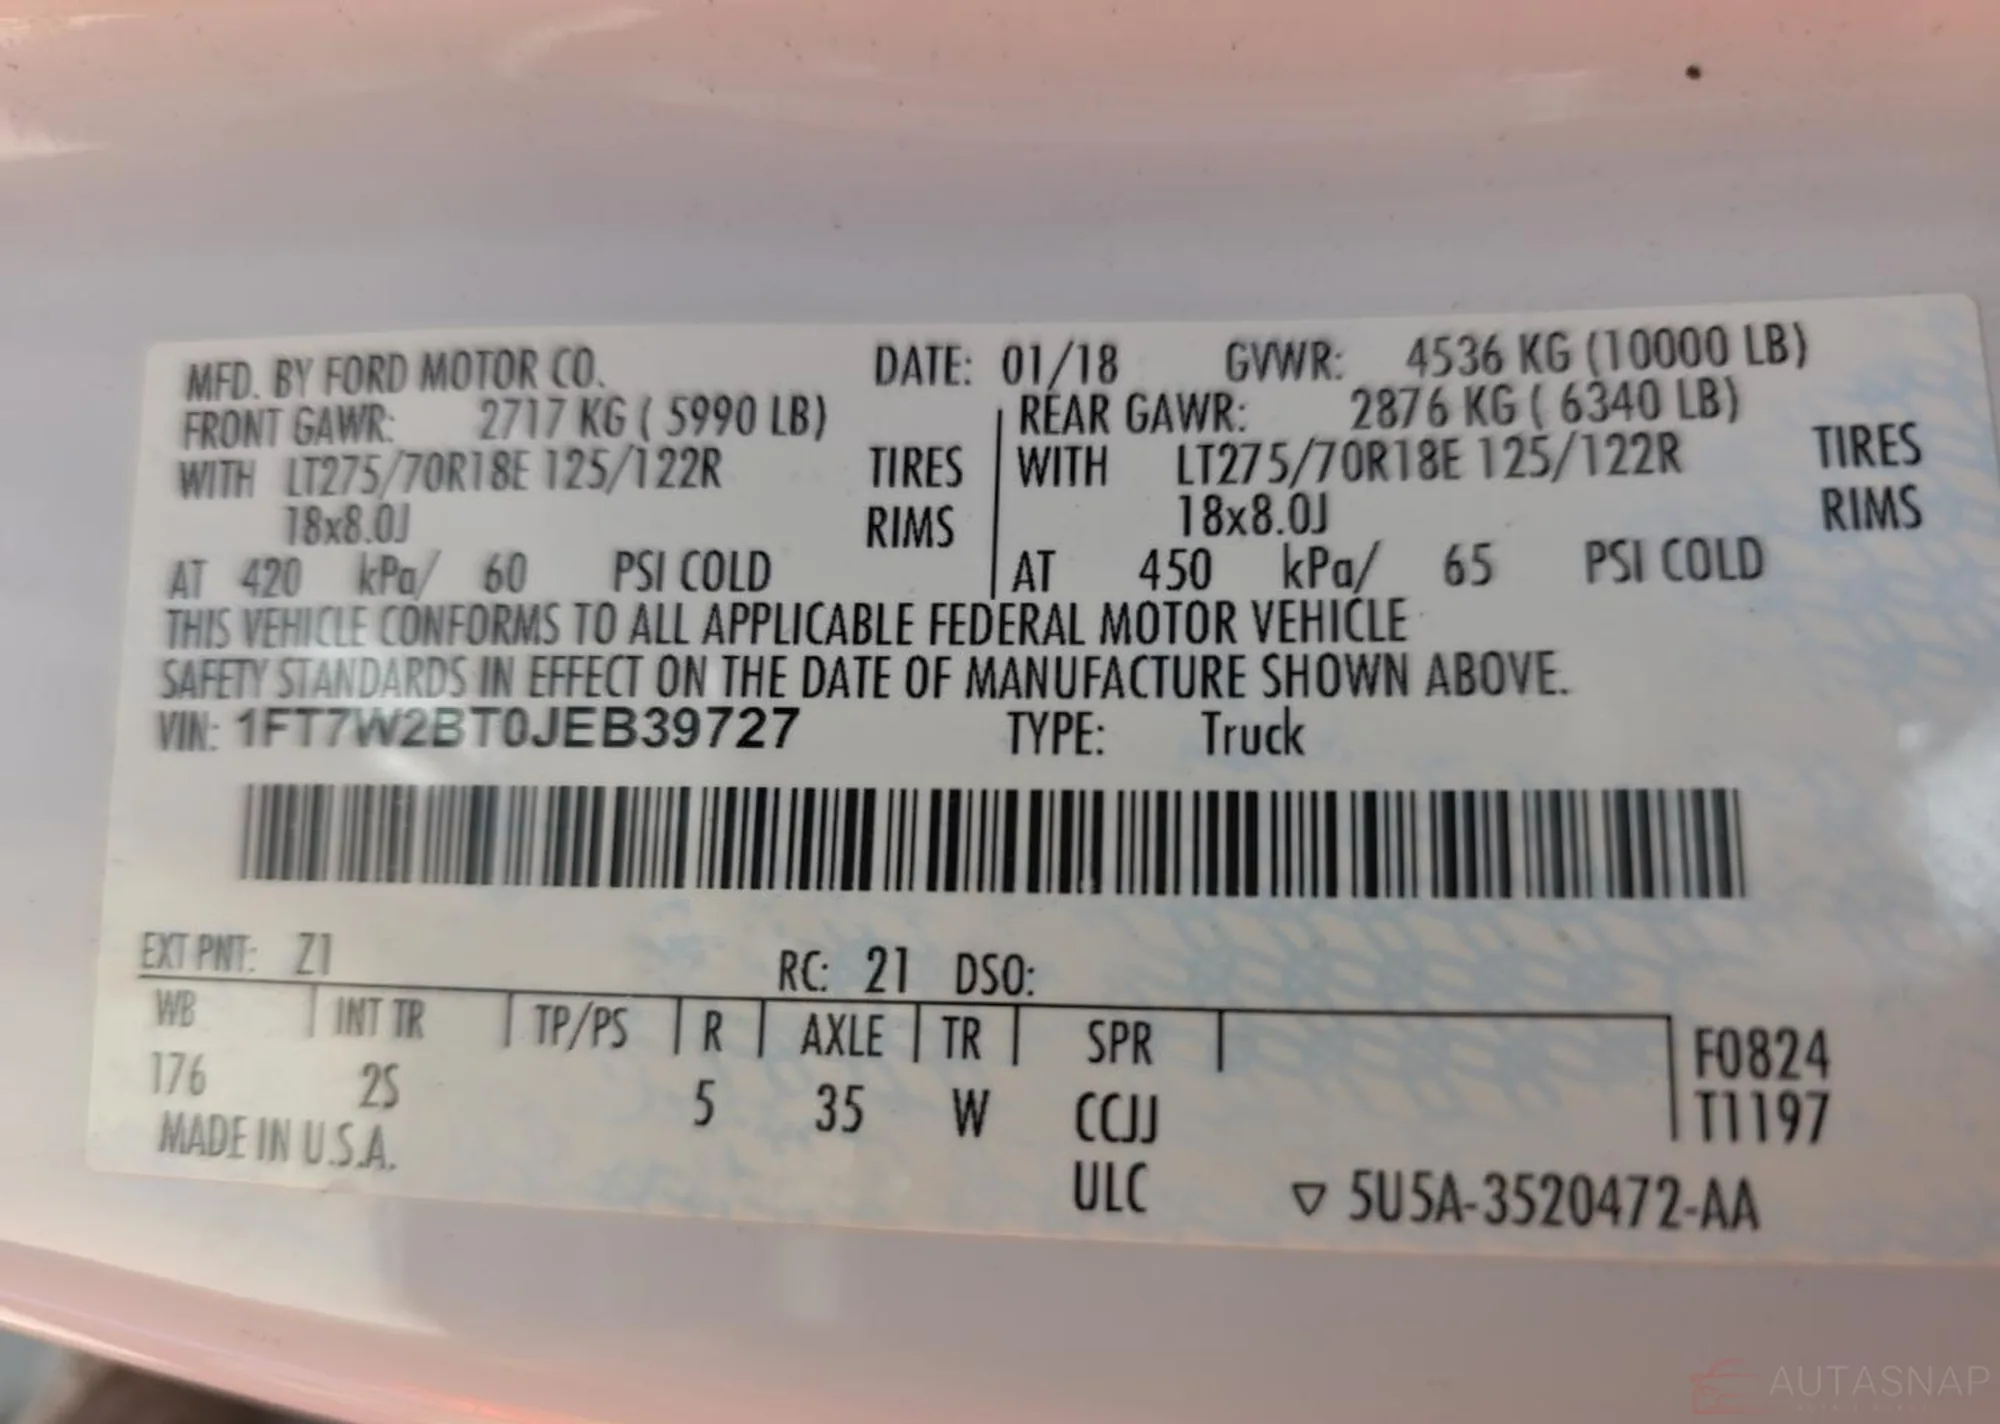 MFD. BY FORD MOTOR CO. DATE: 01/18 GVWR: 4536 KG (10000 LB)
FRONT GAWR: 2717 KG ( 5990 LB) REAR GAWR: 2876 KG ( 6340 LB)
WITH LT275/70R18E 125/122R TIRES WITH LT275/70R18E 125/122R TIRES
18x8.0J RIMS 18x8.0J RIMS
AT 420 kPa/ 60 PSI COLD AT 450 kPa/ 65 PSI COLD
THIS VEHICLE CONFORMS TO ALL APPLICABLE FEDERAL MOTOR VEHICLE
SAFETY STANDARDS IN EFFECT ON THE DATE OF MANUFACTURE SHOWN ABOVE.
VIN: 1FT7W2BT0JEB39727 TYPE: Truck
EXT PNT: Z1 RC: 21 DSO:
WB INT TR TP/PS R AXLE TR SPR F0824
176 2S 5 35 W CCJJ T1197
MADE IN U.S.A. ULC ▽ 5U5A-3520472-AA
AUTASNAP